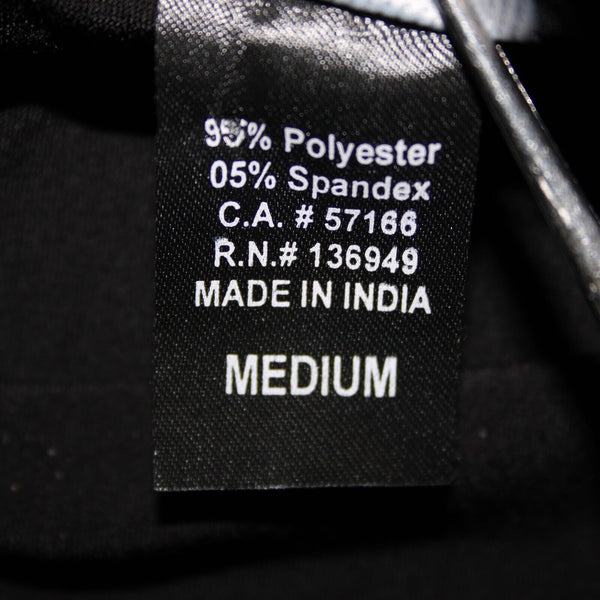 95% Polyester
05% Spandex
C.A. # 57166
R.N.# 136949
MADE IN INDIA
MEDIUM